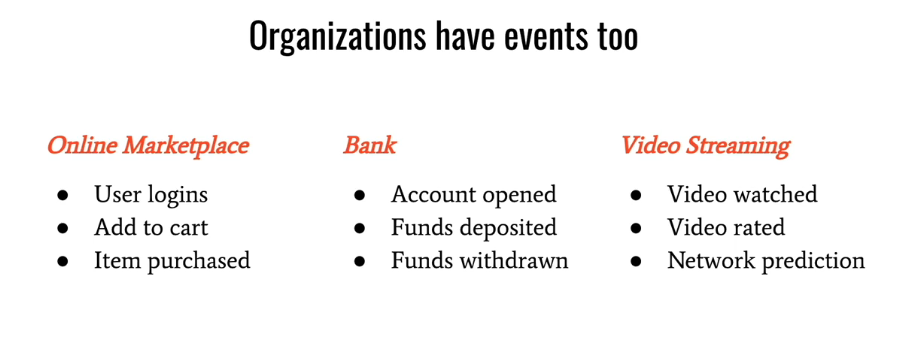 Organizations have events too
Online Marketplace
● User logins
● Add to cart
● Item purchased
Bank
● Account opened
● Funds deposited
● Funds withdrawn
Video Streaming
● Video watched
● Video rated
● Network prediction